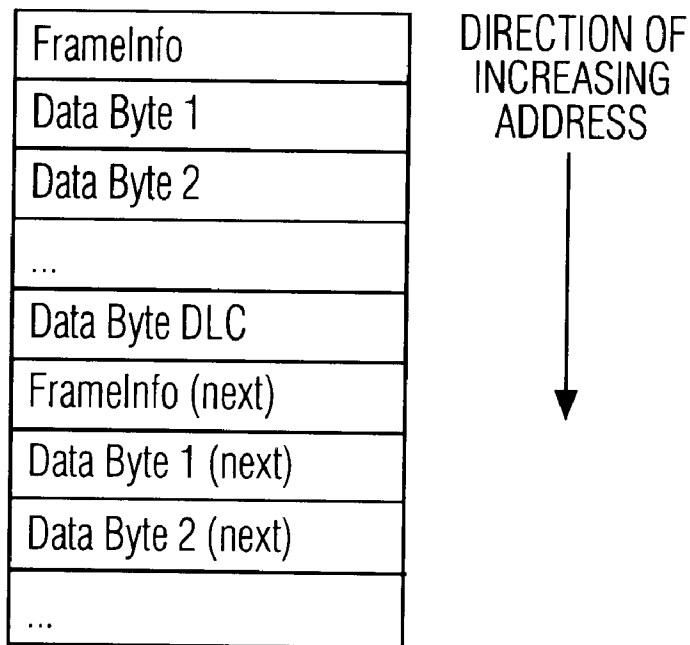 FrameInfo
Data Byte 1
Data Byte 2
...
Data Byte DLC
FrameInfo (next)
Data Byte 1 (next)
Data Byte 2 (next)
...
DIRECTION OF
INCREASING
ADDRESS